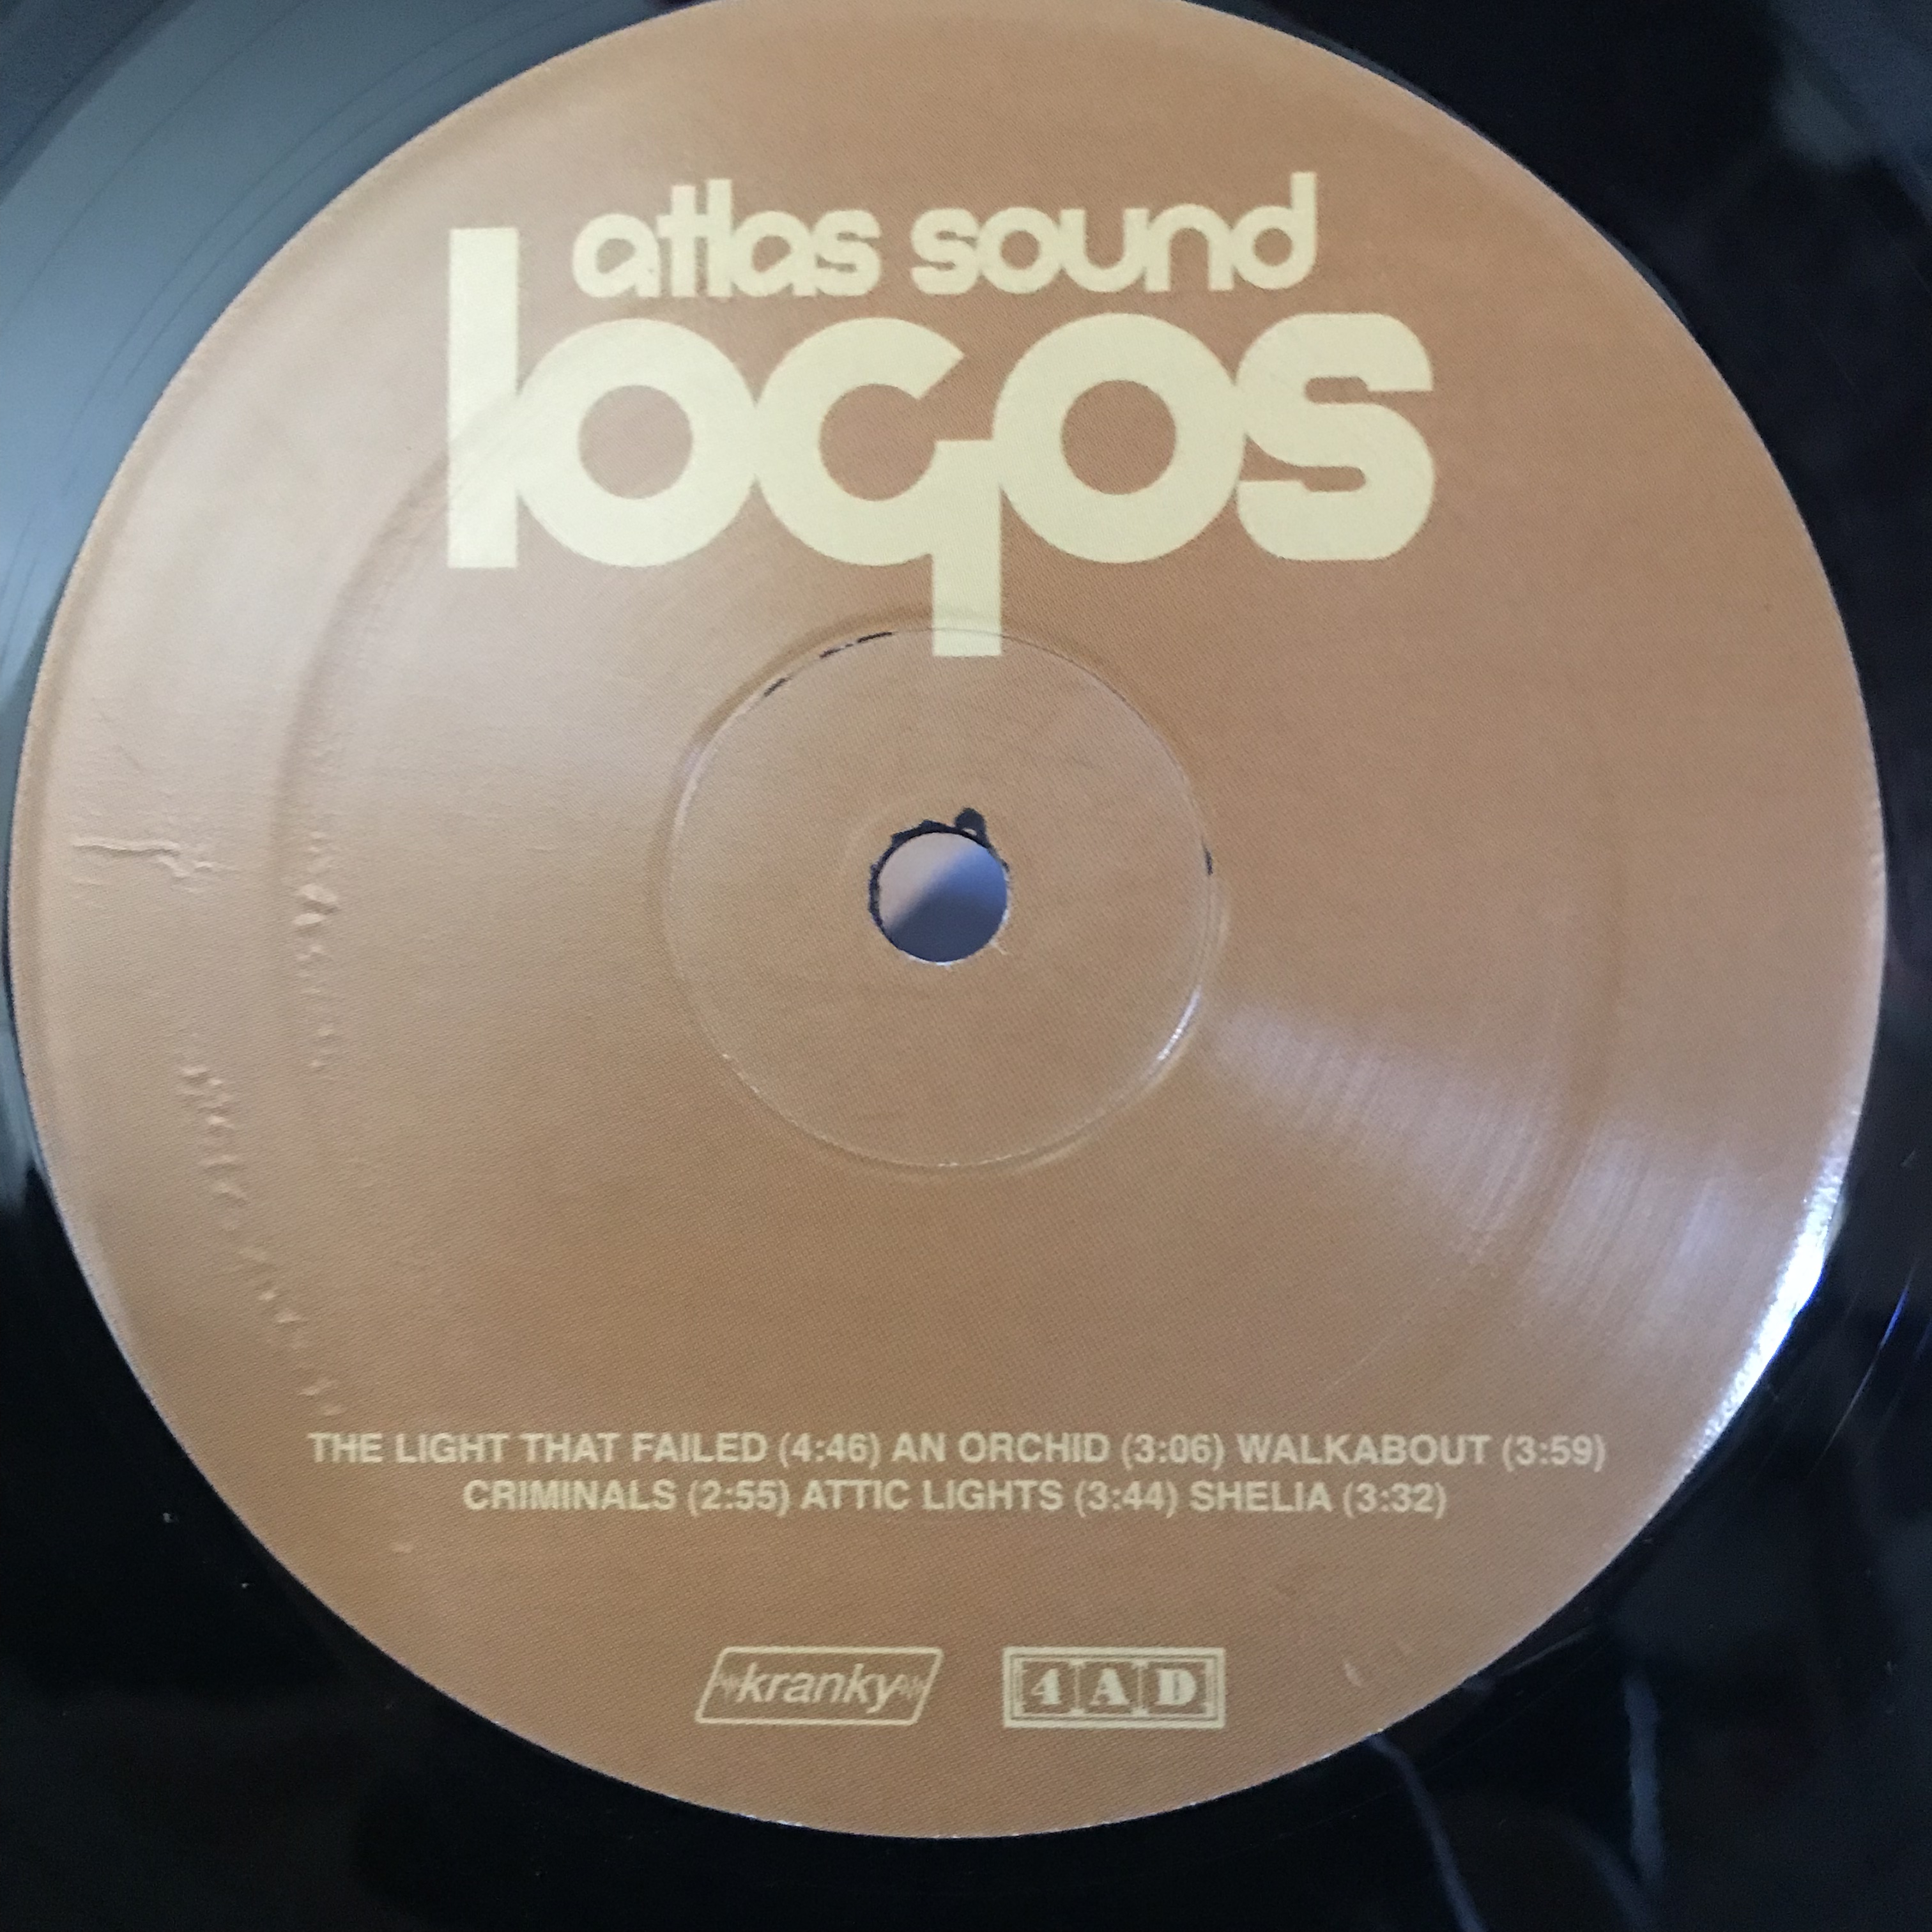 atlas sound
logos
THE LIGHT THAT FAILED (4:46) AN ORCHID (3:06) WALKABOUT (3:59)
CRIMINALS (2:55) ATTIC LIGHTS (3:44) SHELIA (3:32)
kranky 4AD